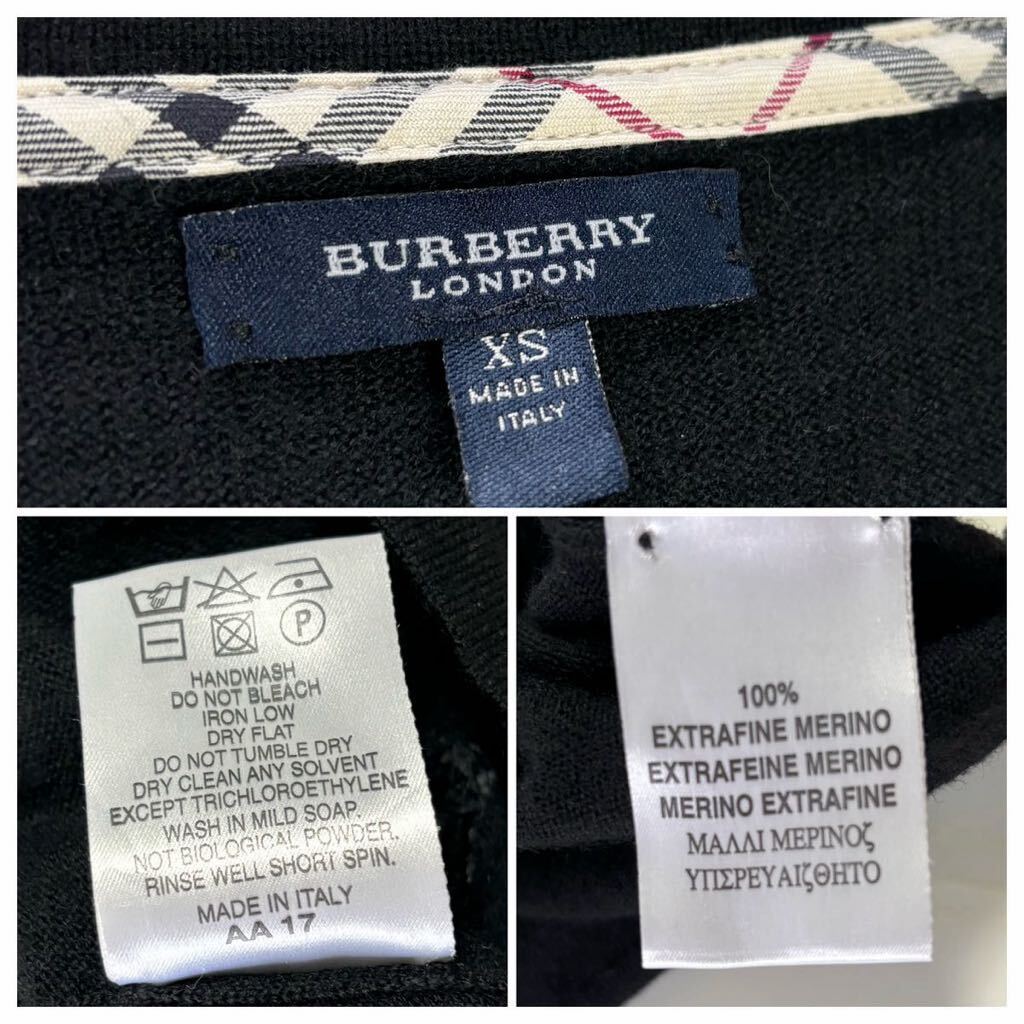 BURBERRY
LONDON
XS
MADE IN
ITALY
P
HANDWASH
DO NOT BLEACH
IRON LOW
DRY FLAT
DO NOT TUMBLE DRY
DRY CLEAN ANY SOLVENT
EXCEPT TRICHLOROETHYLENE
WASH IN MILD SOAP.
NOT BIOLOGICAL POWDER.
RINSE WELL SHORT SPIN.
MADE IN ITALY
AA 17
100%
EXTRAFINE MERINO
EXTRAFEINE MERINO
MERINO EXTRAFINE
ΜΑΛΛΙ ΜΕΡΙΝΟζ
ΥΠΣΡΕΥΑΙζΘΗΤΟ